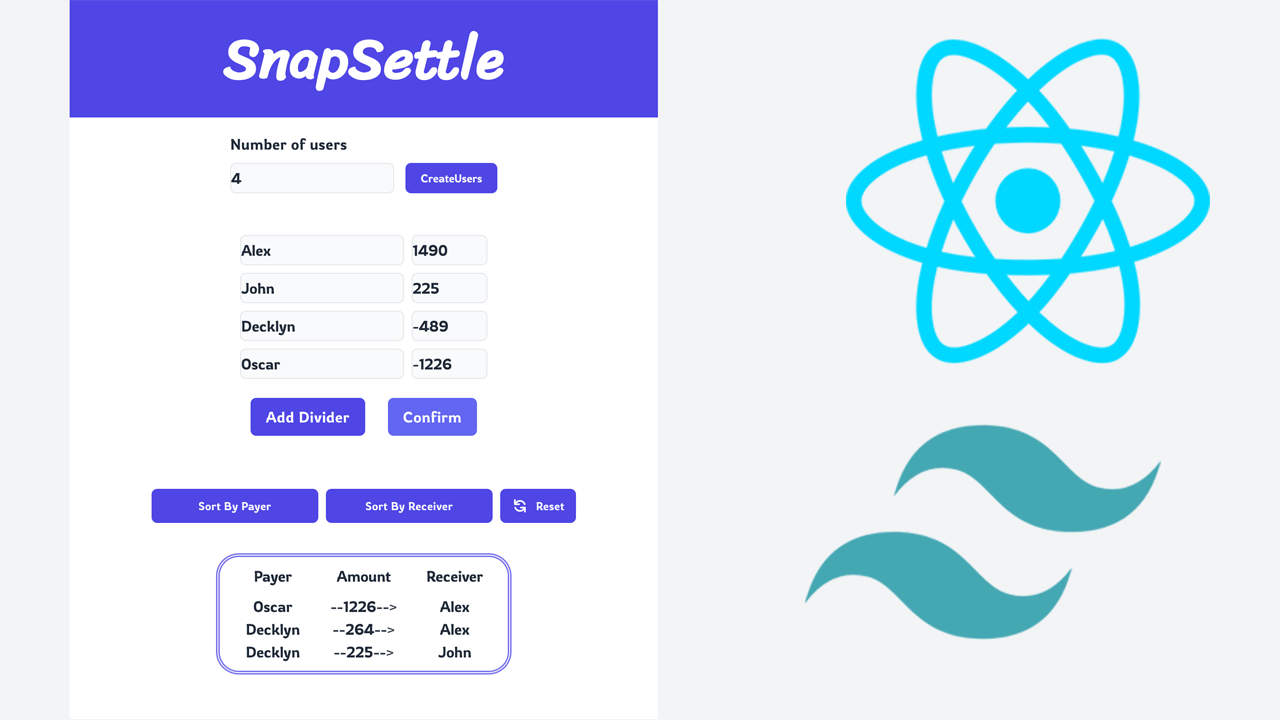 SnapSettle
Number of users
4 CreateUsers
Alex 1490
John 225
Decklyn -489
Oscar -1226
Add Divider Confirm
Sort By Payer Sort By Receiver Reset
Payer Amount Receiver
Oscar --1226--> Alex
Decklyn --264--> Alex
Decklyn --225--> John